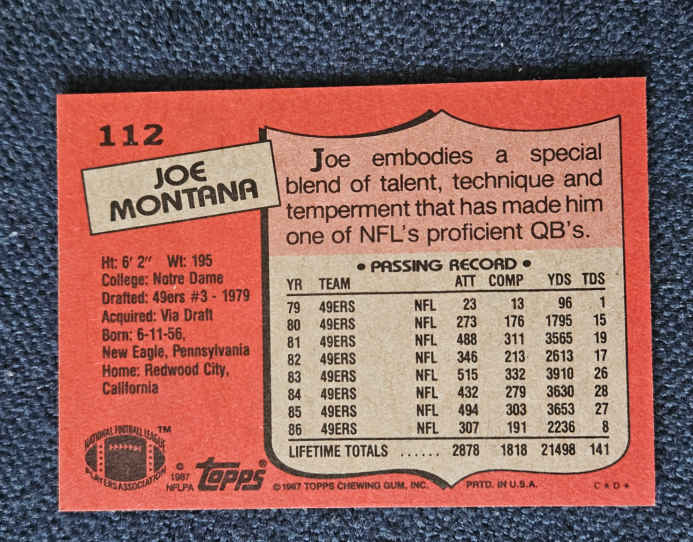 112
JOE
MONTANA
Joe embodies a special
blend of talent, technique and
temperment that has made him
one of NFL's proficient QB's.
Ht: 6' 2" Wt: 195
College: Notre Dame
Drafted: 49ers #3 - 1979
Acquired: Via Draft
Born: 6-11-56,
New Eagle, Pennsylvania
Home: Redwood City,
California
• PASSING RECORD •
YR TEAM ATT COMP YDS TDS
79 49ERS NFL 23 13 96 1
80 49ERS NFL 273 176 1795 15
81 49ERS NFL 488 311 3565 19
82 49ERS NFL 346 213 2613 17
83 49ERS NFL 515 332 3910 26
84 49ERS NFL 432 279 3630 28
85 49ERS NFL 494 303 3653 27
86 49ERS NFL 307 191 2236 8
LIFETIME TOTALS ...... 2878 1818 21498 141
NATIONAL FOOTBALL LEAGUE
PLAYERS ASSOCIATION
™
©
1987
NFLPA
topps®
© 1987 TOPPS CHEWING GUM, INC. PRTD. IN U.S.A. C*D*